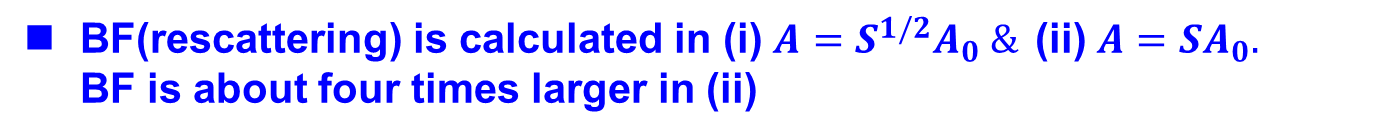 ■ BF(rescattering) is calculated in (i) A = S^{1/2}A_0 & (ii) A = SA_0.
BF is about four times larger in (ii)